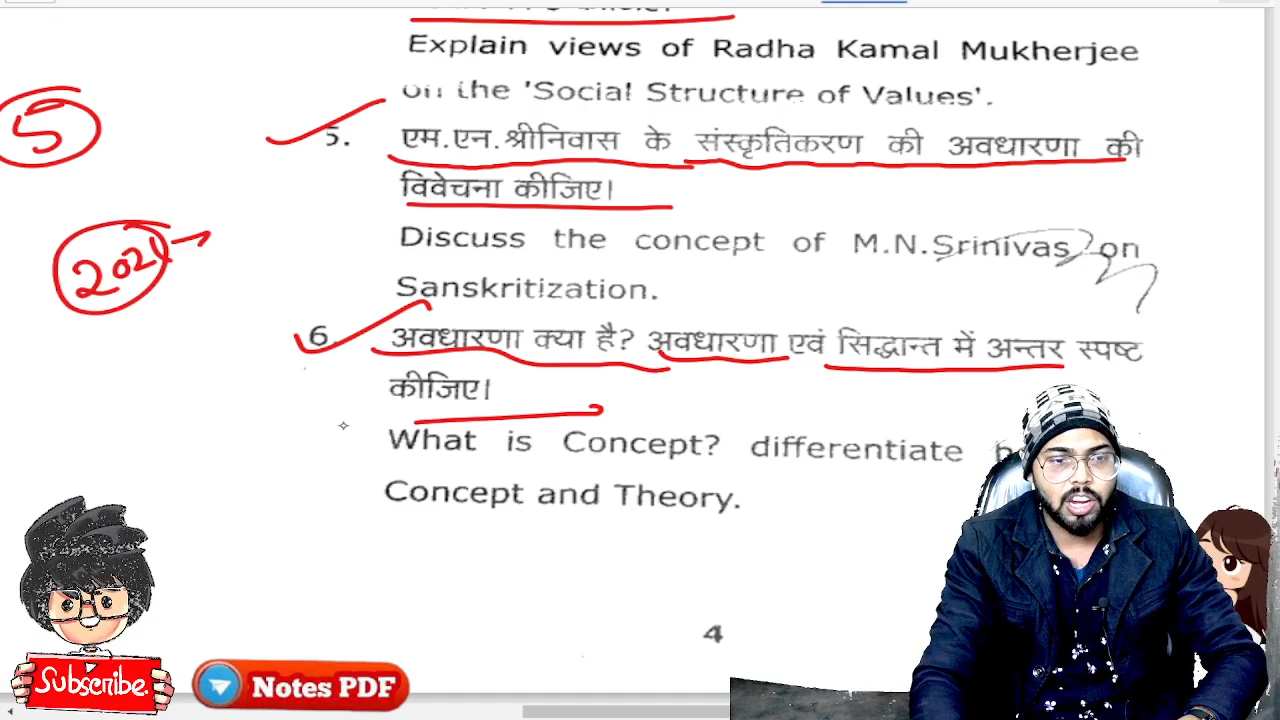 Explain views of Radha Kamal Mukherjee
on the 'Social Structure of Values'.
5
5. एम.एन.श्रीनिवास के संस्कृतिकरण की अवधारणा की
विवेचना कीजिए।
Discuss the concept of M.N.Srinivas on
2021
Sanskritization.
6 अवधारणा क्या है? अवधारणा एवं सिद्धान्त में अन्तर स्पष्ट
कीजिए।
What is Concept? differentiate
Concept and Theory.
4
Subscribe.
Notes PDF